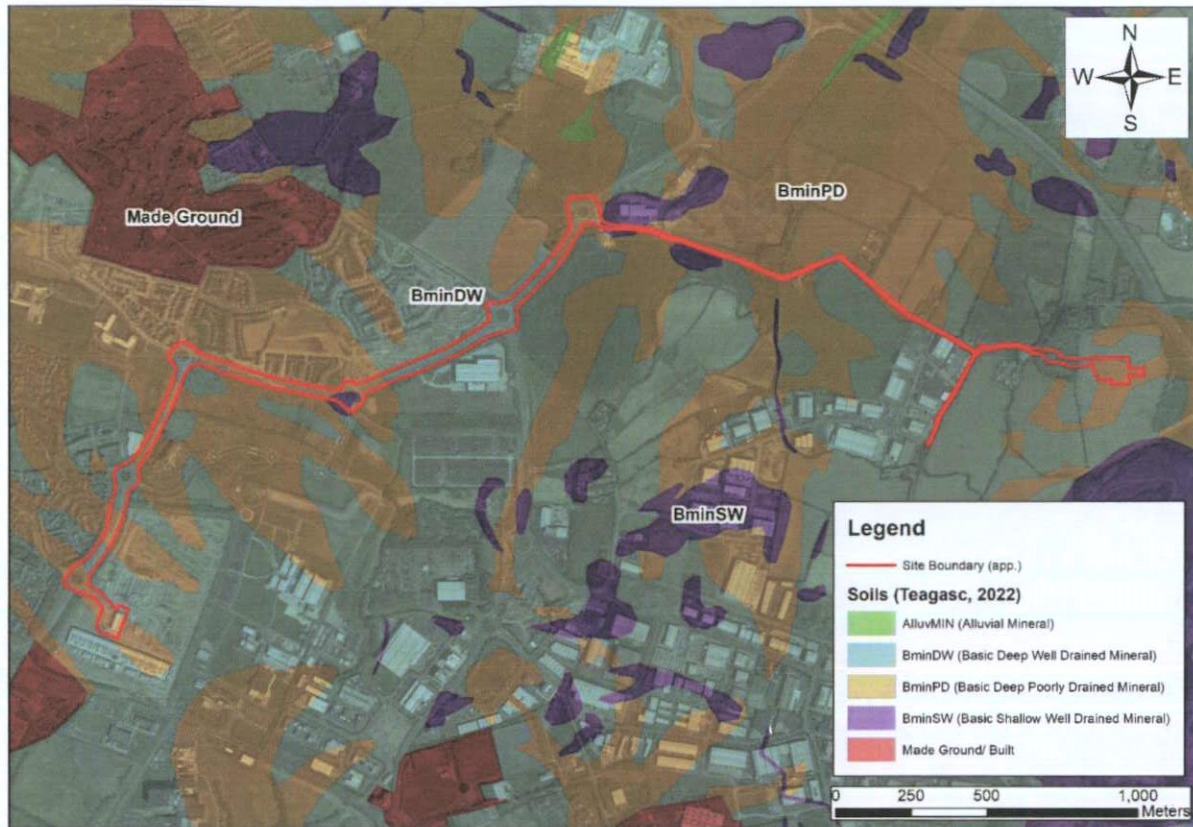 N
W E
S
Made Ground
BminPD
BminDW
BminSW
Legend
Site Boundary (app.)
Soils (Teagasc, 2022)
AlluvMIN (Alluvial Mineral)
BminDW (Basic Deep Well Drained Mineral)
BminPD (Basic Deep Poorly Drained Mineral)
BminSW (Basic Shallow Well Drained Mineral)
Made Ground/ Built
0 250 500 1,000
Meters